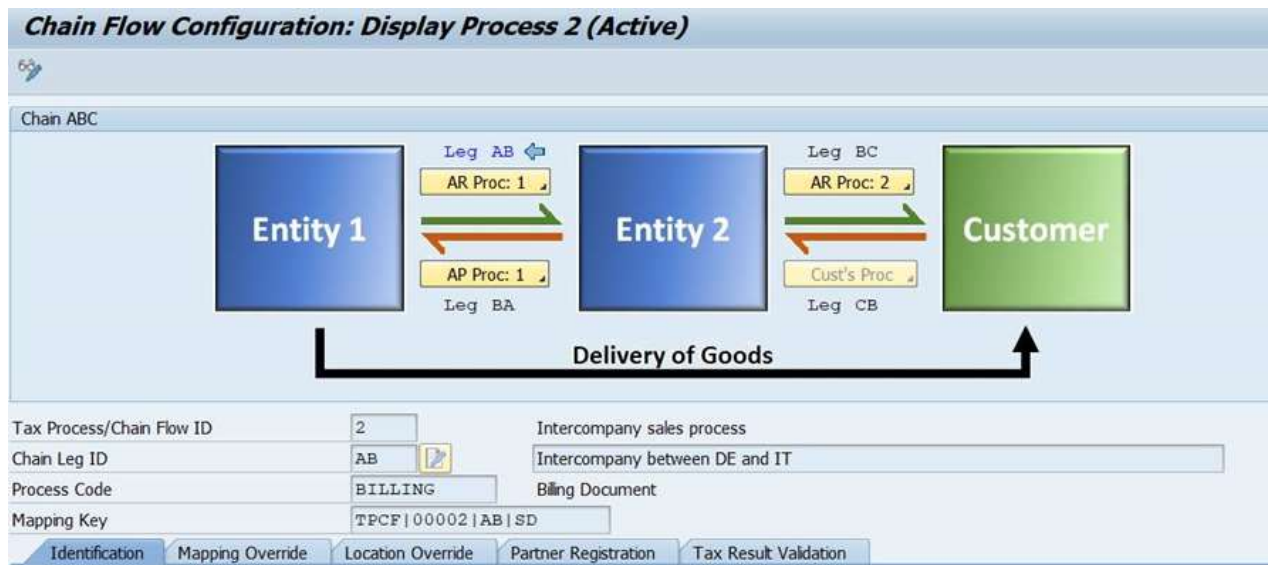 Chain Flow Configuration: Display Process 2 (Active)
Chain ABC
Leg AB
Leg BC
AR Proc: 1
AR Proc: 2
Entity 1
Entity 2
Customer
AP Proc: 1
Cust's Proc
Leg BA
Leg CB
Delivery of Goods
Tax Process/Chain Flow ID 2 Intercompany sales process
Chain Leg ID AB Intercompany between DE and IT
Process Code BILLING Billing Document
Mapping Key TPCF|00002|AB|SD
Identification Mapping Override Location Override Partner Registration Tax Result Validation